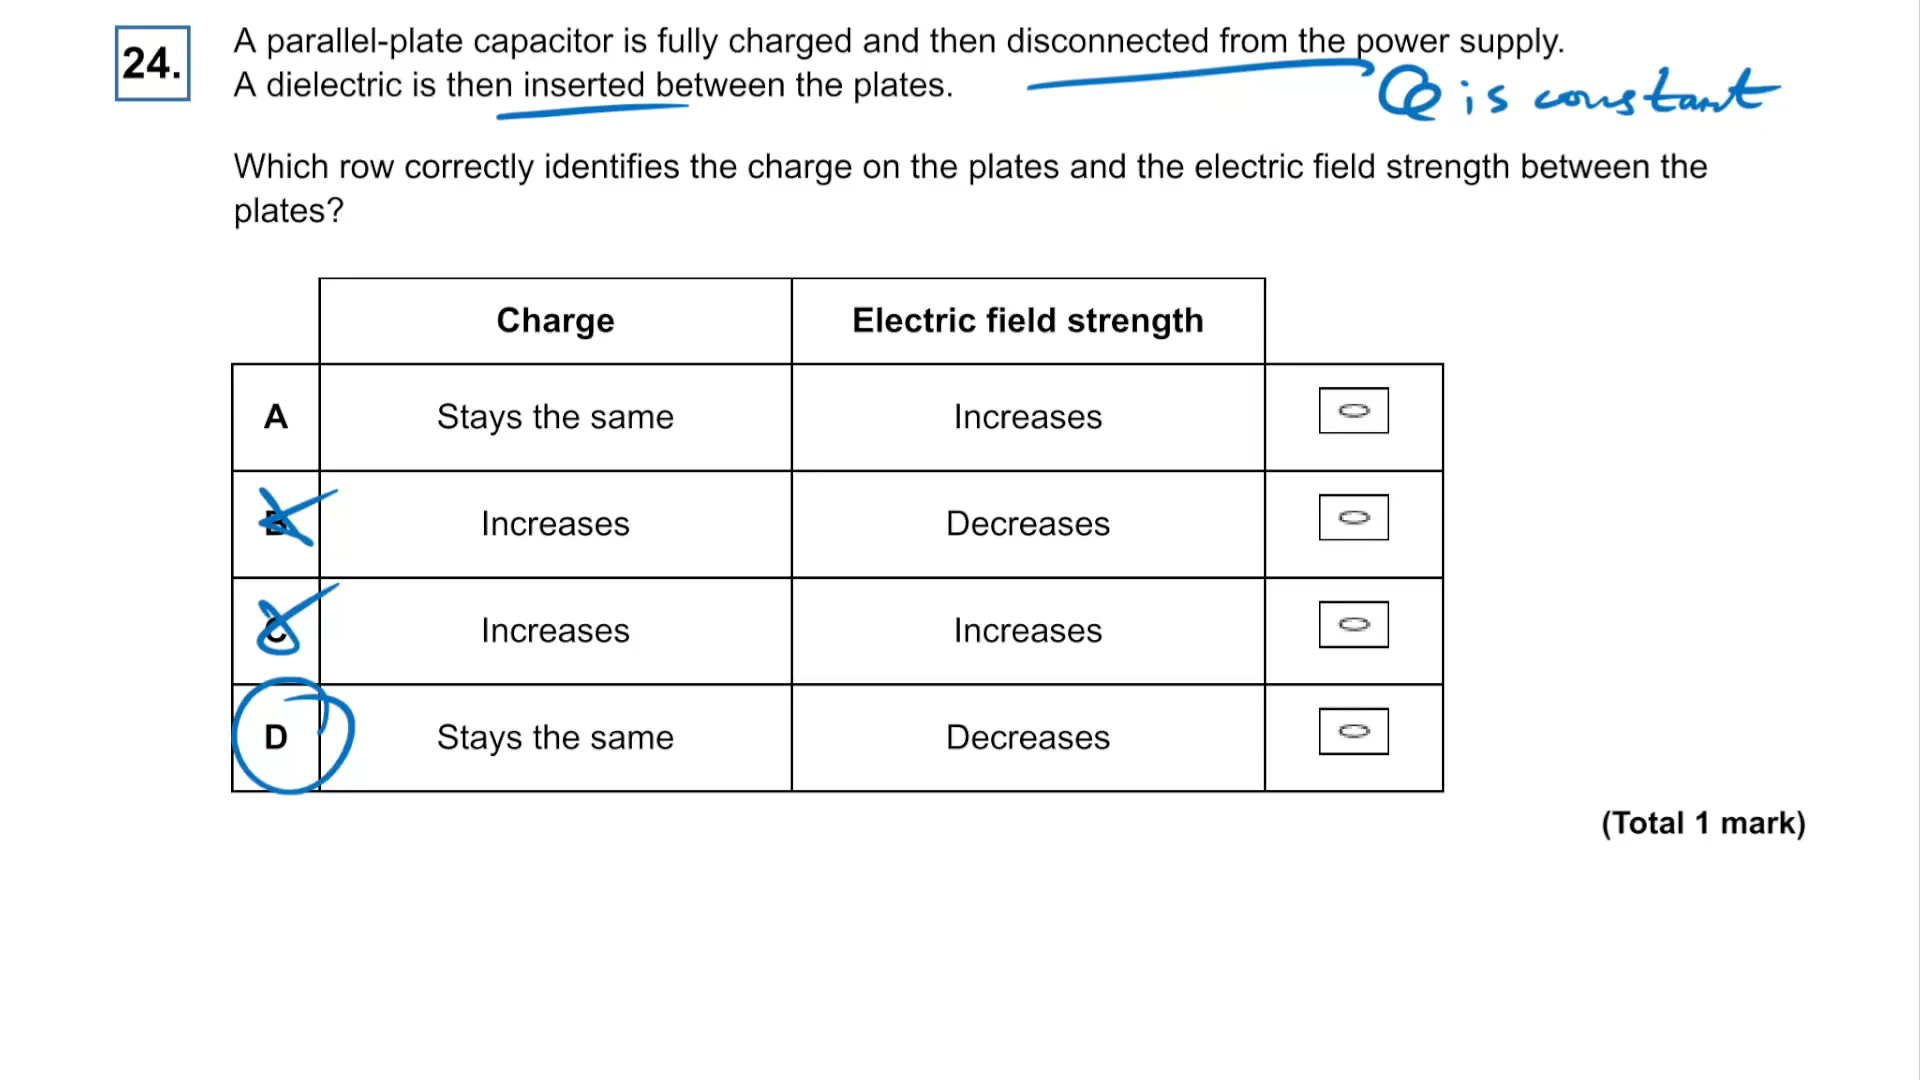 24.
A parallel-plate capacitor is fully charged and then disconnected from the power supply.
A dielectric is then inserted between the plates.
Q is constant
Which row correctly identifies the charge on the plates and the electric field strength between the
plates?
Charge Electric field strength
A Stays the same Increases
B Increases Decreases
C Increases Increases
D Stays the same Decreases
(Total 1 mark)